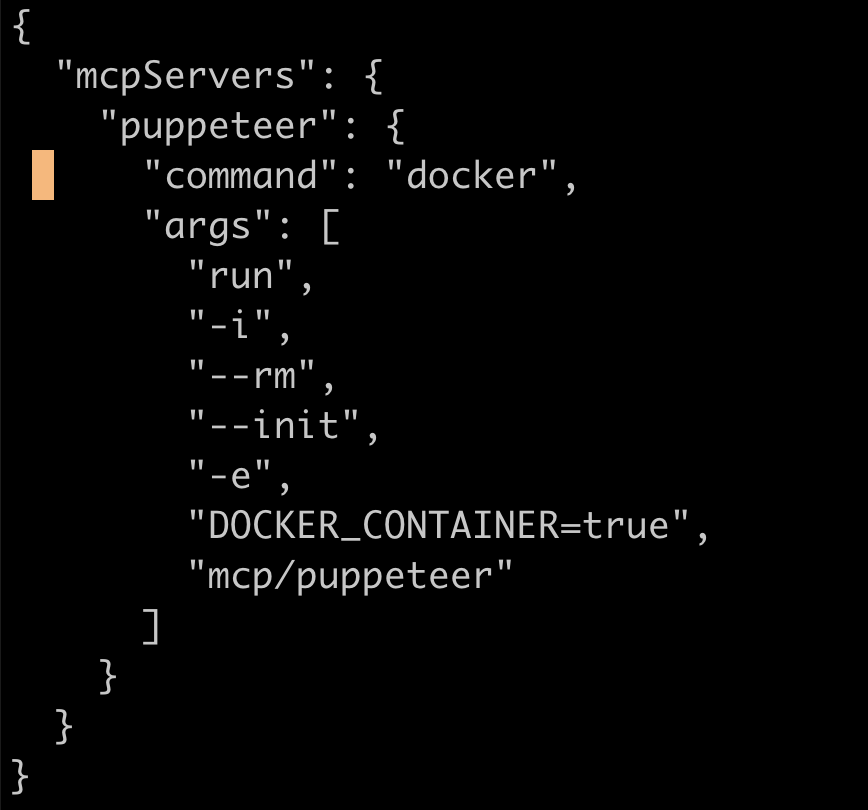 {
  "mcpServers": {
    "puppeteer": {
      "command": "docker",
      "args": [
        "run",
        "-i",
        "--rm",
        "--init",
        "-e",
        "DOCKER_CONTAINER=true",
        "mcp/puppeteer"
      ]
    }
  }
}